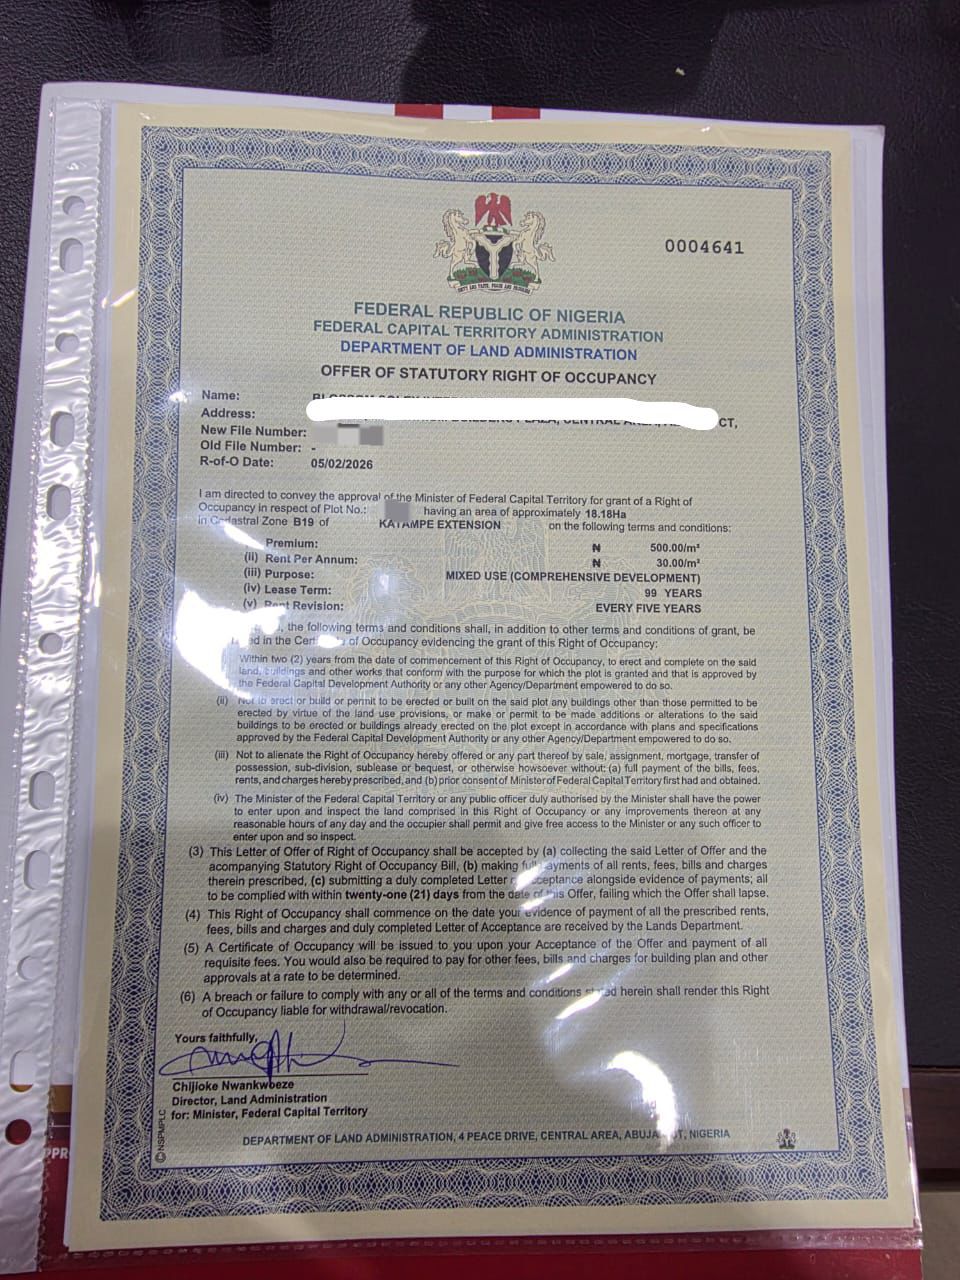 0004641
FEDERAL REPUBLIC OF NIGERIA
FEDERAL CAPITAL TERRITORY ADMINISTRATION
DEPARTMENT OF LAND ADMINISTRATION
OFFER OF STATUTORY RIGHT OF OCCUPANCY
Name:
Address: PLAZA, CENTRAL AREA, CT,
New File Number:
Old File Number: -
R-of-O Date: 05/02/2026
I am directed to convey the approval of the Minister of Federal Capital Territory for grant of a Right of
Occupancy in respect of Plot No.: having an area of approximately 18.18Ha
in Cadastral Zone B19 of KATAMPE EXTENSION on the following terms and conditions:
Premium: ₦ 500.00/m²
(ii) Rent Per Annum: ₦ 30.00/m²
(iii) Purpose: MIXED USE (COMPREHENSIVE DEVELOPMENT)
(iv) Lease Term: 99 YEARS
(v) Rent Revision: EVERY FIVE YEARS
the following terms and conditions shall, in addition to other terms and conditions of grant, be
in the of Occupancy evidencing the grant of this Right of Occupancy:
Within two (2) years from the date of commencement of this Right of Occupancy, to erect and complete on the said
land, buildings and other works that conform with the purpose for which the plot is granted and that is approved by
the Federal Capital Development Authority or any other Agency/Department empowered to do so.
(ii) Not to erect or build or permit to be erected or built on the said plot any buildings other than those permitted to be
erected by virtue of the land use provisions, or make or permit to be made additions or alterations to the said
buildings to be erected or buildings already erected on the plot except in accordance with plans and specifications
approved by the Federal Capital Development Authority or any other Agency/Department empowered to do so.
(iii) Not to alienate the Right of Occupancy hereby offered or any part thereof by sale, assignment, mortgage, transfer of
possession, sub-division, sublease or bequest, or otherwise howsoever without: (a) full payment of the bills, fees,
rents, and charges hereby prescribed, and (b) prior consent of Minister of Federal Capital Territory first had and obtained.
(iv) The Minister of the Federal Capital Territory or any public officer duly authorised by the Minister shall have the power
to enter upon and inspect the land comprised in this Right of Occupancy or any improvements thereon at any
reasonable hours of any day and the occupier shall permit and give free access to the Minister or any such officer to
enter upon and so inspect.
(3) This Letter of Offer of Right of Occupancy shall be accepted by (a) collecting the said Letter of Offer and the
acompanying Statutory Right of Occupancy Bill, (b) making full payments of all rents, fees, bills and charges
therein prescribed, (c) submitting a duly completed Letter of Acceptance alongside evidence of payments; all
to be complied with within twenty-one (21) days from the date of this Offer, failing which the Offer shall lapse.
(4) This Right of Occupancy shall commence on the date your evidence of payment of all the prescribed rents,
fees, bills and charges and duly completed Letter of Acceptance are received by the Lands Department.
(5) A Certificate of Occupancy will be issued to you upon your Acceptance of the Offer and payment of all
requisite fees. You would also be required to pay for other fees, bills and charges for building plan and other
approvals at a rate to be determined.
(6) A breach or failure to comply with any or all of the terms and conditions stated herein shall render this Right
of Occupancy liable for withdrawal/revocation.
Yours faithfully,
Chijioke Nwankwoeze
Director, Land Administration
for: Minister, Federal Capital Territory
©NSPMPLC
DEPARTMENT OF LAND ADMINISTRATION, 4 PEACE DRIVE, CENTRAL AREA, ABUJA NIGERIA